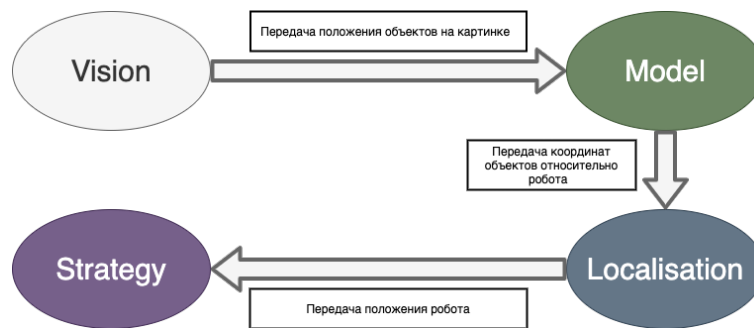 Передача положения объектов на картинке
Vision
Model
Передача координат
объектов относительно
робота
Strategy
Localisation
Передача положения робота